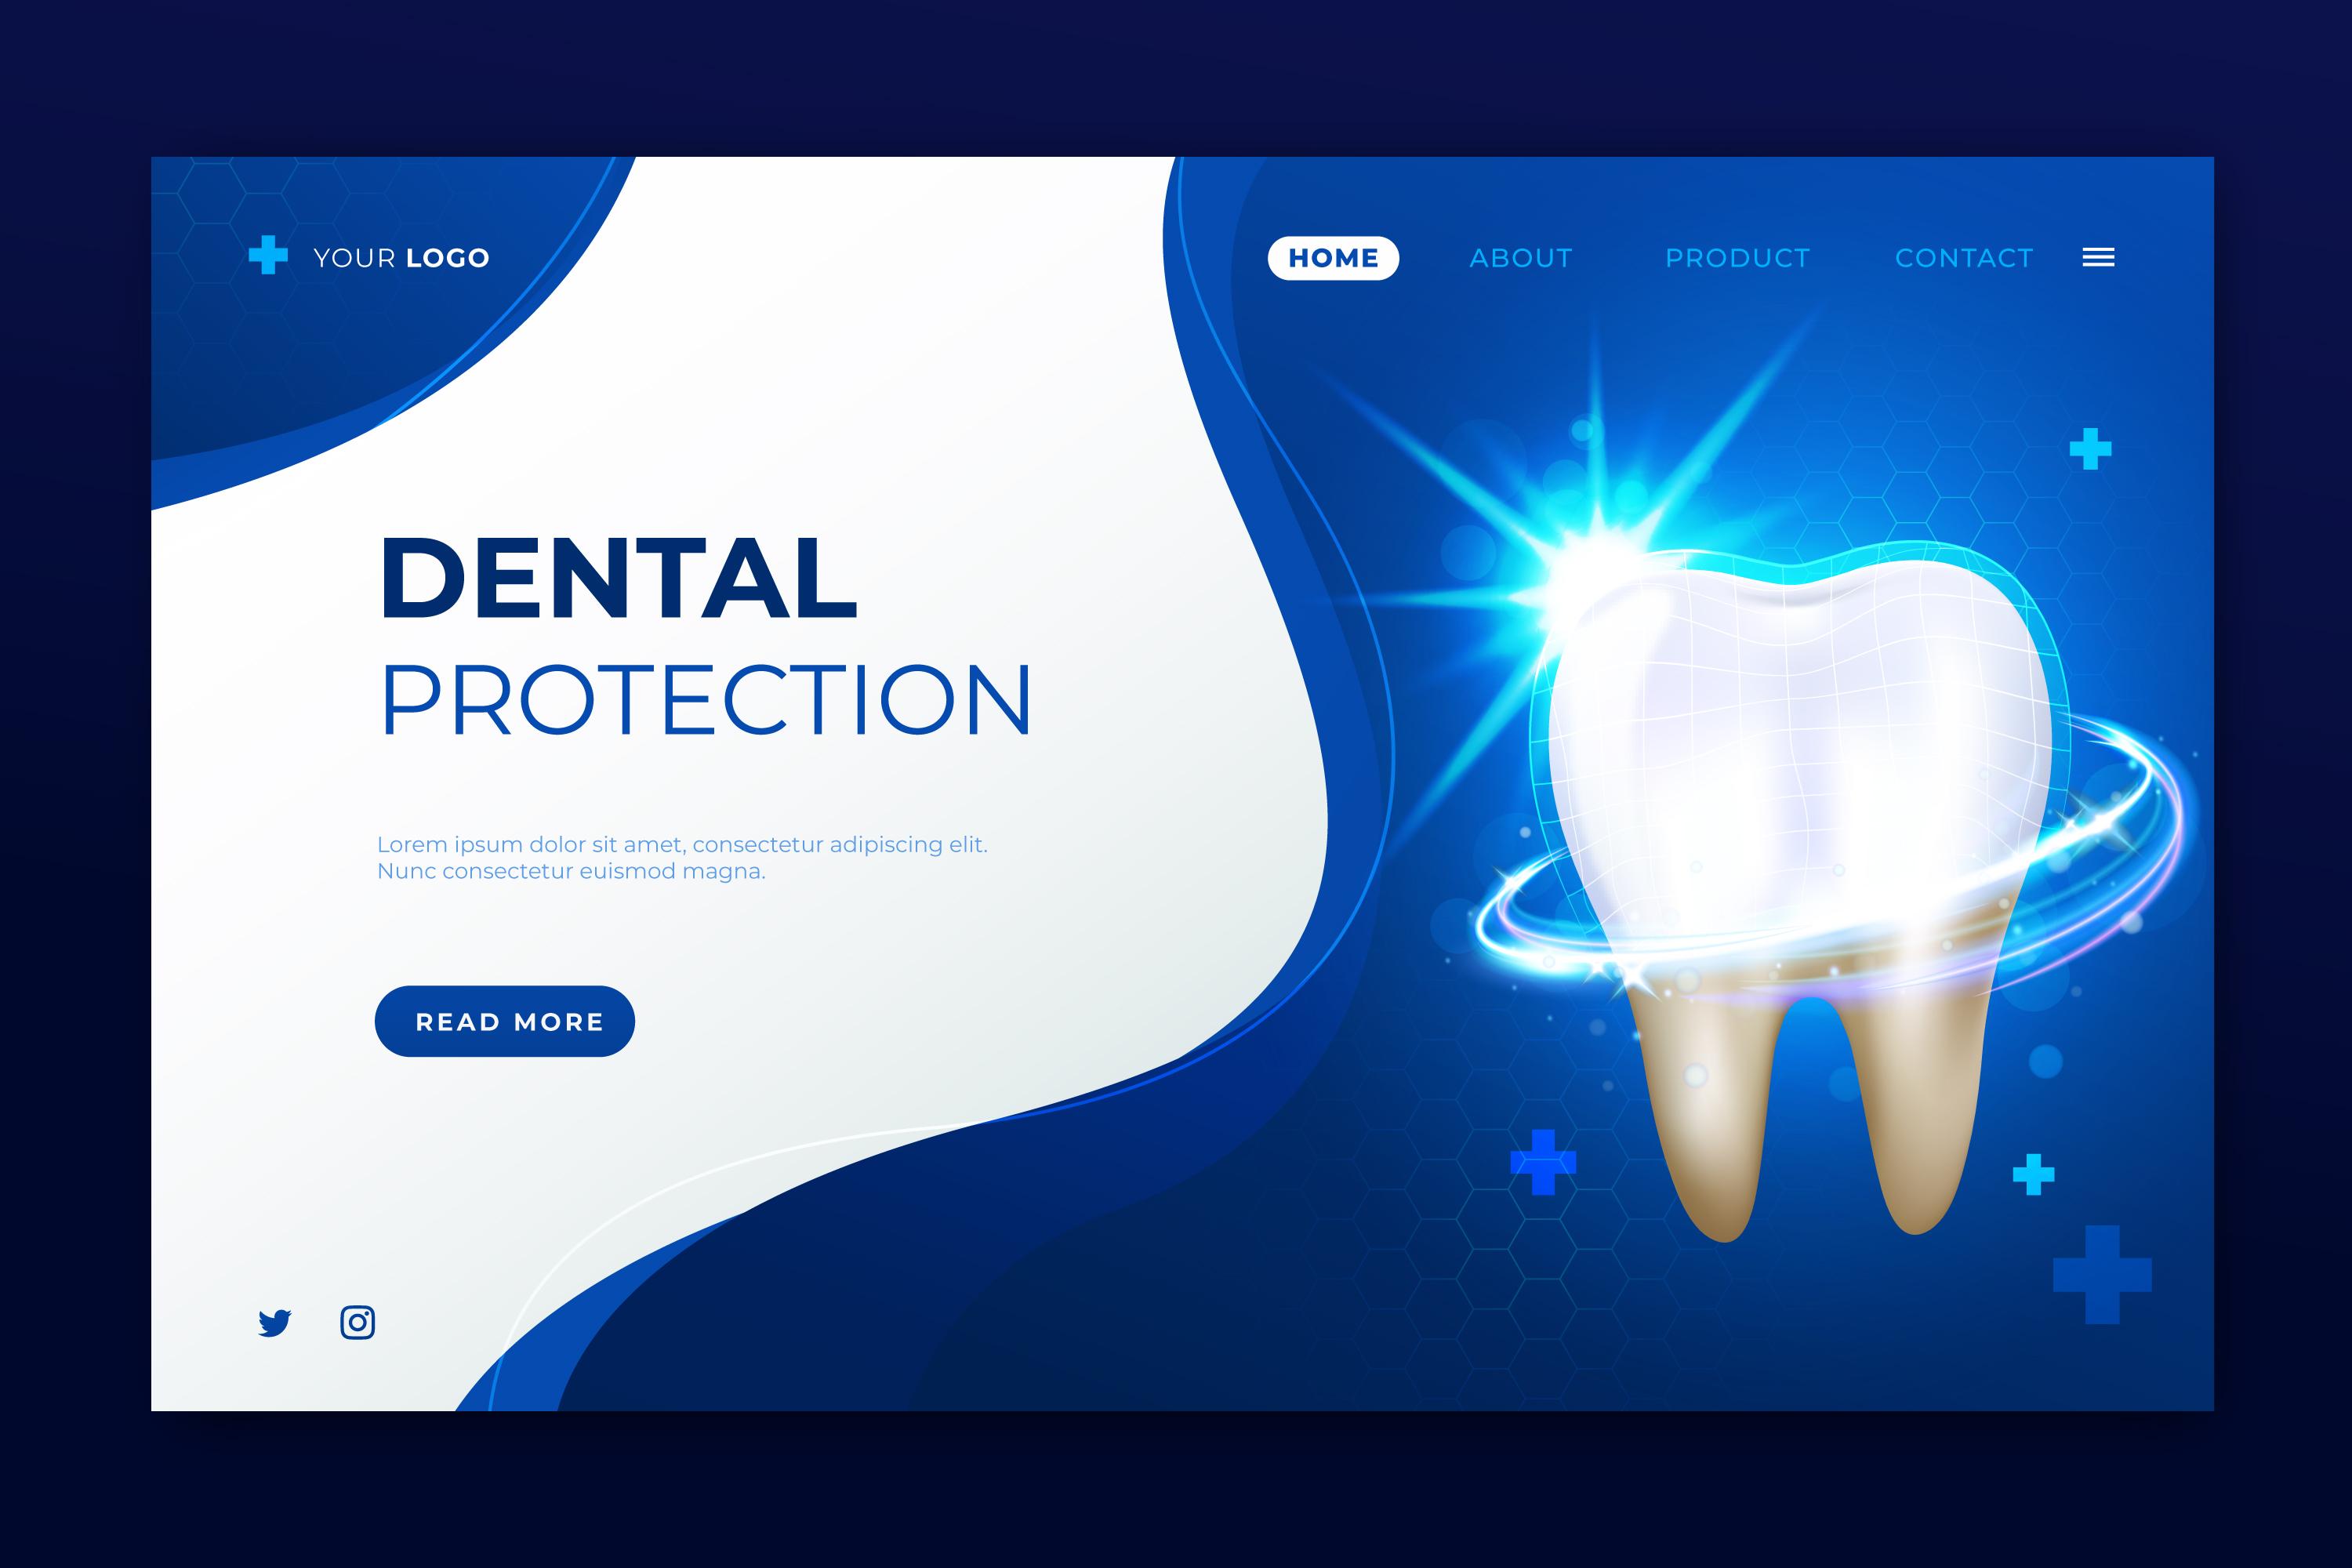 YOUR LOGO
HOME ABOUT PRODUCT CONTACT
DENTAL
PROTECTION
Lorem ipsum dolor sit amet, consectetur adipiscing elit.
Nunc consectetur euismod magna.
READ MORE